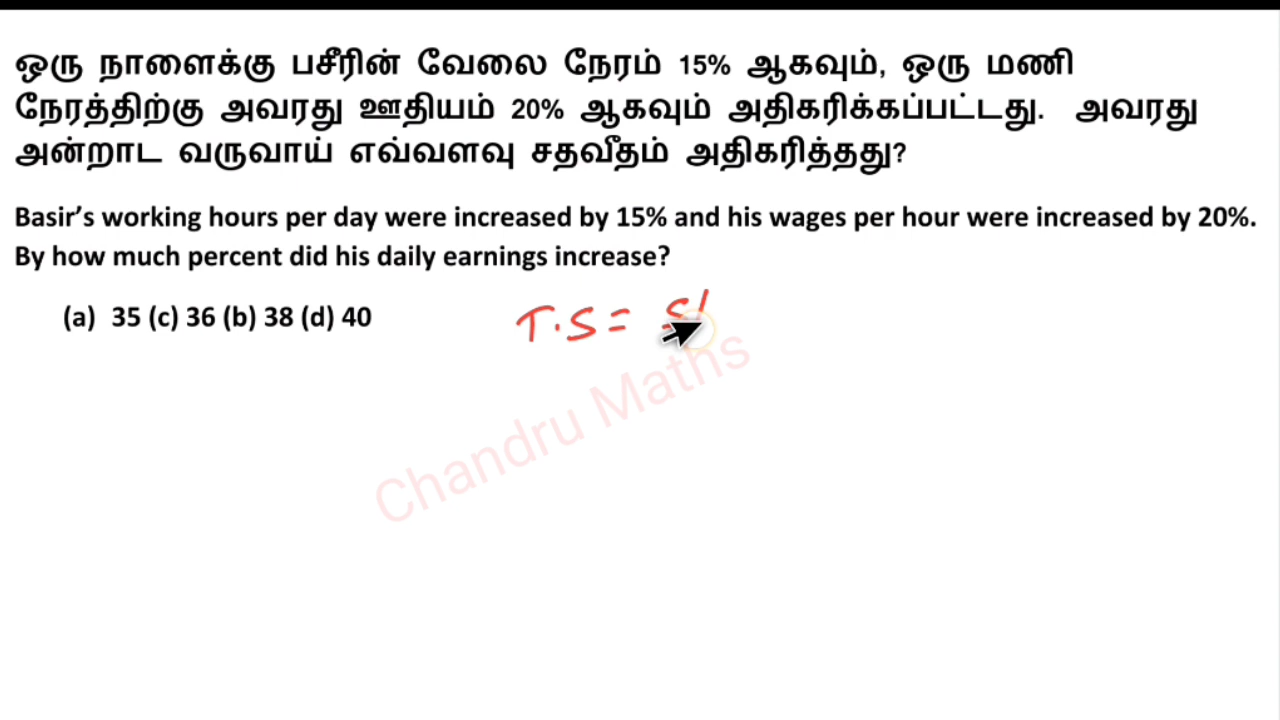 ஒரு நாளைக்கு பசீரின் வேலை நேரம் 15% ஆகவும், ஒரு மணி
நேரத்திற்கு அவரது ஊதியம் 20% ஆகவும் அதிகரிக்கப்பட்டது. அவரது
அன்றாட வருவாய் எவ்வளவு சதவீதம் அதிகரித்தது?
Basir’s working hours per day were increased by 15% and his wages per hour were increased by 20%.
By how much percent did his daily earnings increase?
(a) 35 (c) 36 (b) 38 (d) 40
T.S =
Chandru Maths